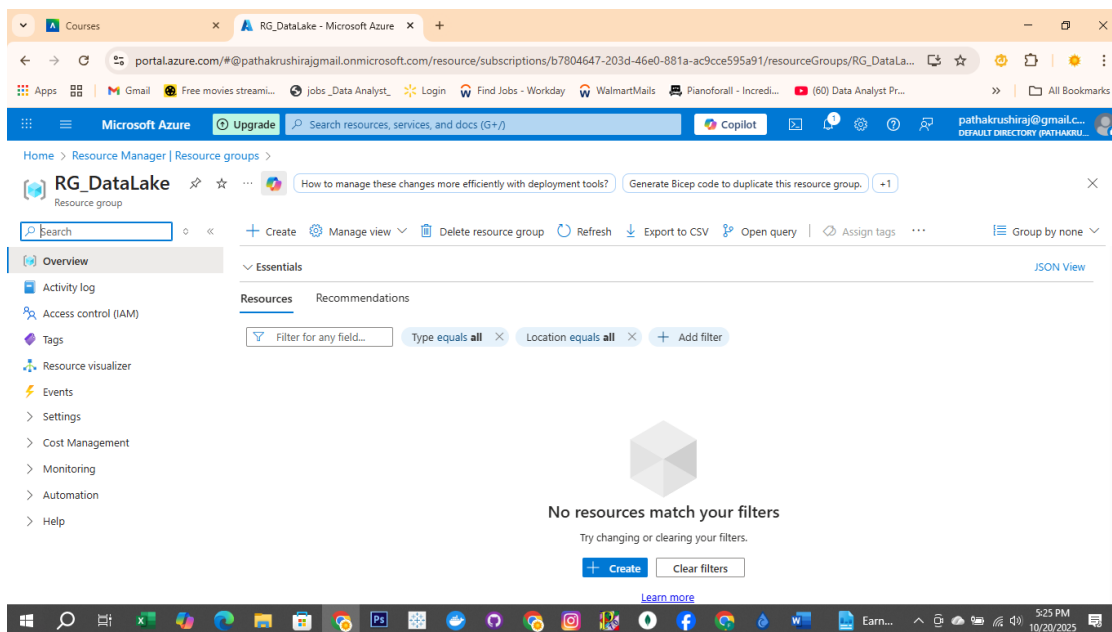 Courses
RG_DataLake - Microsoft Azure
portal.azure.com/#@pathakrushirajgmail.onmicrosoft.com/resource/subscriptions/b7804647-203d-46e0-881a-ac9cce595a91/resourceGroups/RG_DataLa...
Apps Gmail Free movies streami... jobs _Data Analyst_ Login Find Jobs - Workday WalmartMails Pianoforall - Incredi... (60) Data Analyst Pr... » All Bookmarks
Microsoft Azure Upgrade Search resources, services, and docs (G+/) Copilot 1 pathakrushiraj@gmail.c...
DEFAULT DIRECTORY (PATHAKRU...
Home > Resource Manager | Resource groups >
RG_DataLake ... How to manage these changes more efficiently with deployment tools? Generate Bicep code to duplicate this resource group. +1
Resource group
Search + Create Manage view Delete resource group Refresh Export to CSV Open query Assign tags ... Group by none
Overview
Essentials JSON View
Activity log
Resources Recommendations
Access control (IAM)
Tags
Filter for any field... Type equals all Location equals all Add filter
Resource visualizer
Events
Settings
Cost Management
Monitoring
Automation
Help
No resources match your filters
Try changing or clearing your filters.
+ Create Clear filters
Learn more
Ps Earn... 5:25 PM
10/20/2025